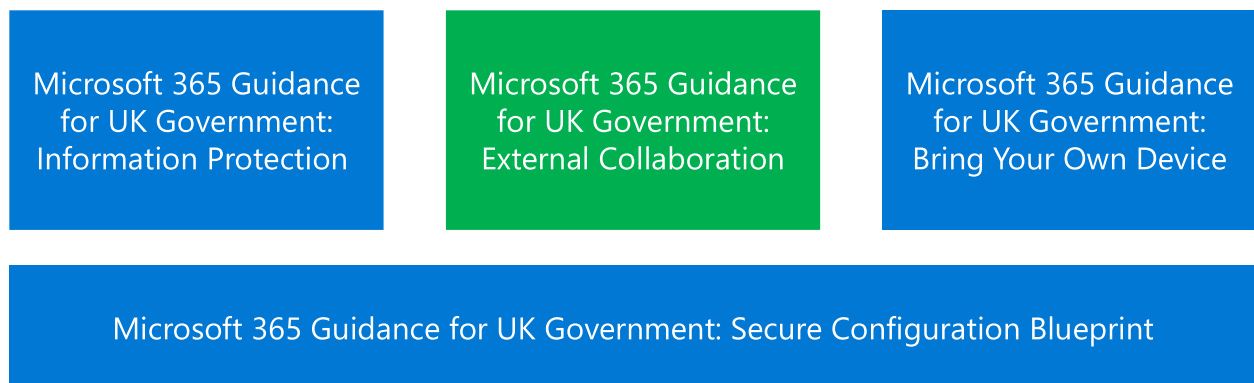 Microsoft 365 Guidance
for UK Government:
Information Protection
Microsoft 365 Guidance
for UK Government:
External Collaboration
Microsoft 365 Guidance
for UK Government:
Bring Your Own Device
Microsoft 365 Guidance for UK Government: Secure Configuration Blueprint